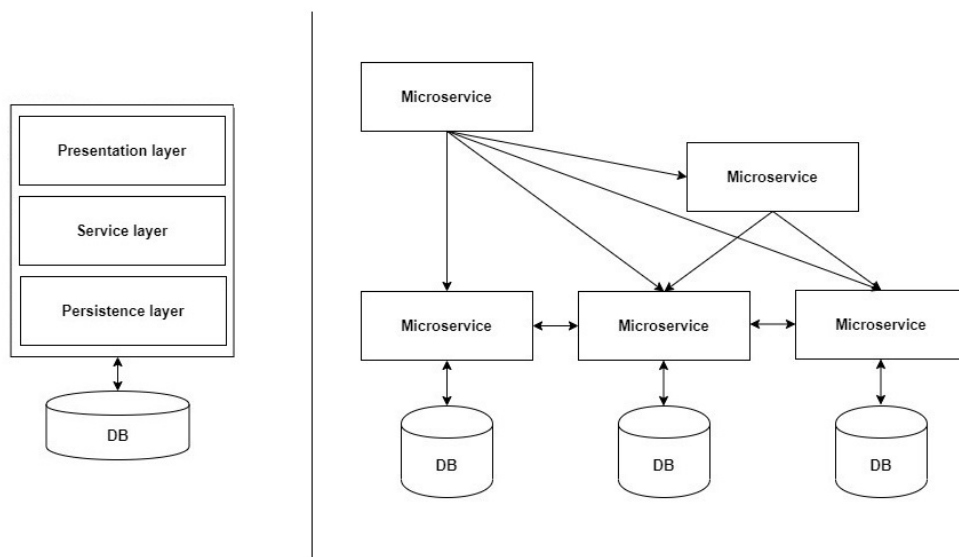 Presentation layer
Service layer
Persistence layer
DB
Microservice
Microservice
Microservice
Microservice
Microservice
DB
DB
DB